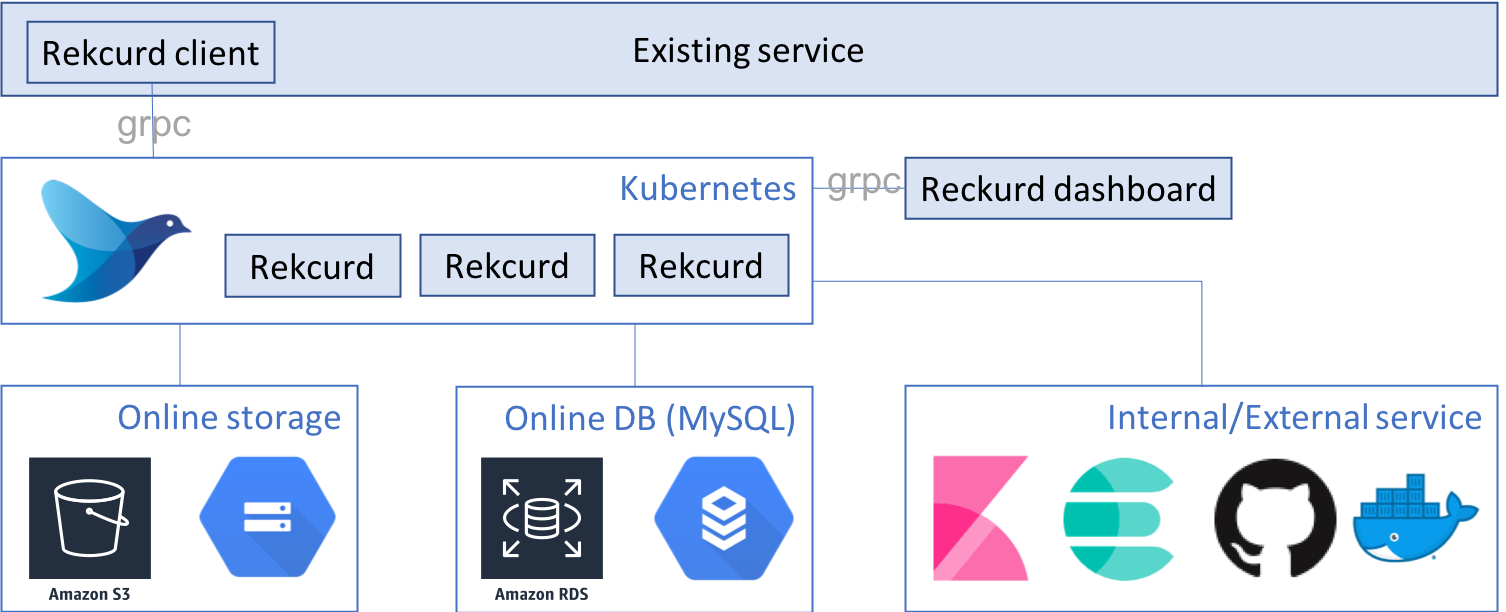 Rekcurd client
Existing service
grpc
Kubernetes
grpc
Reckurd dashboard
Rekcurd
Rekcurd
Rekcurd
Online storage
Online DB (MySQL)
Internal/External service
Amazon S3
Amazon RDS